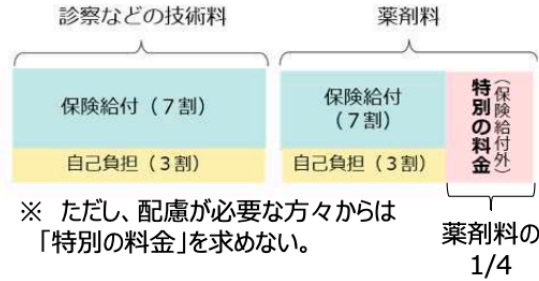 診察などの技術料
薬剤料
保険給付（７割）
自己負担（３割）
保険給付
（７割）
自己負担（３割）
（保険給付外）
特別の料金
※　ただし、配慮が必要な方々からは
「特別の料金」を求めない。
薬剤料の
1/4